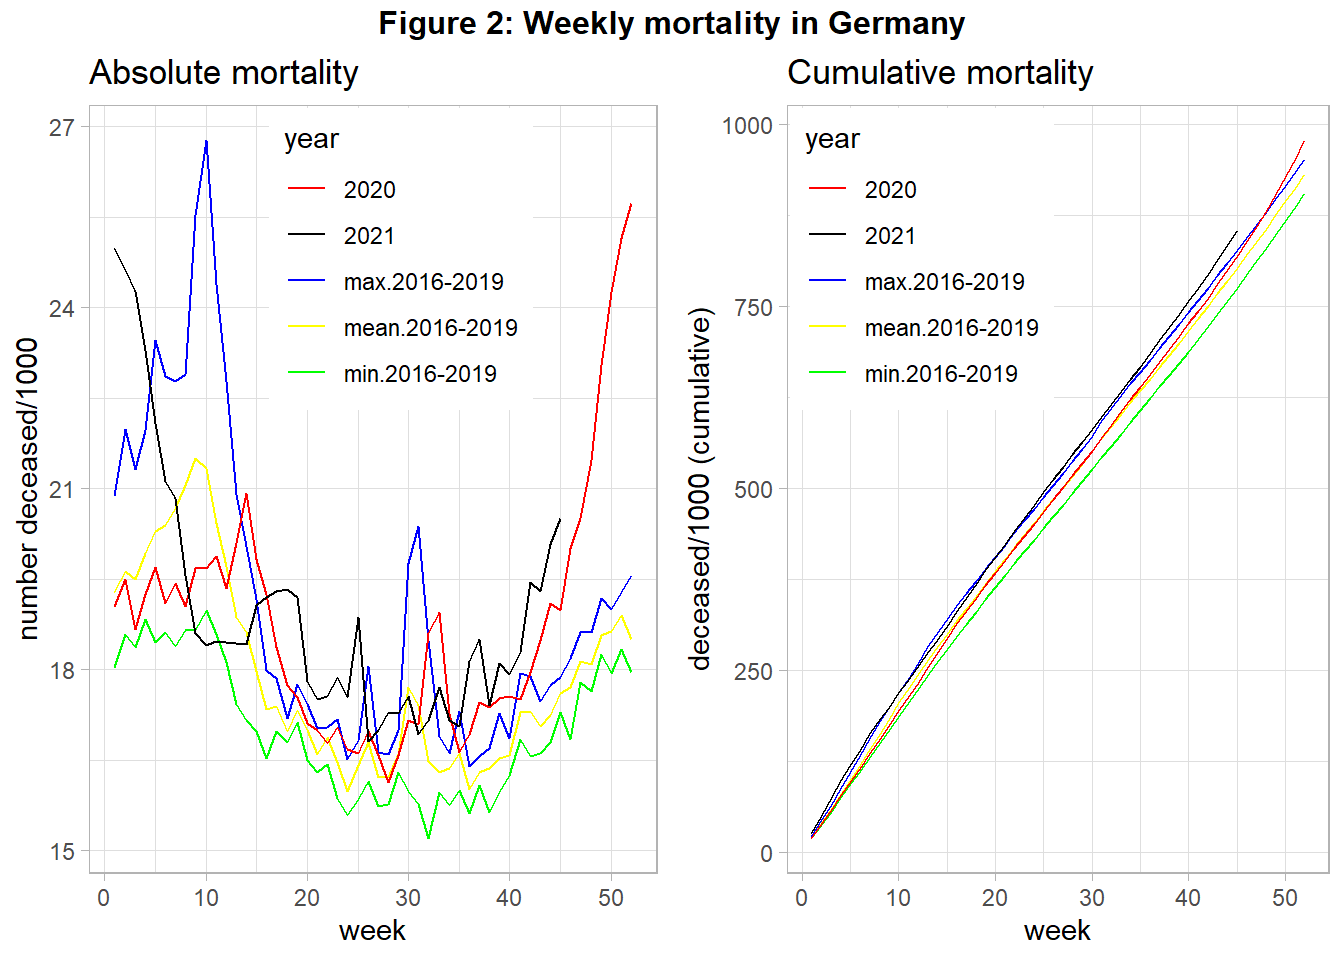 Figure 2: Weekly mortality in Germany
Absolute mortality
number deceased/1000
27
24
21
18
15
year
2020
2021
max.2016-2019
mean.2016-2019
min.2016-2019
0 10 20 30 40 50
week
Cumulative mortality
deceased/1000 (cumulative)
1000
750
500
250
0
year
2020
2021
max.2016-2019
mean.2016-2019
min.2016-2019
0 10 20 30 40 50
week